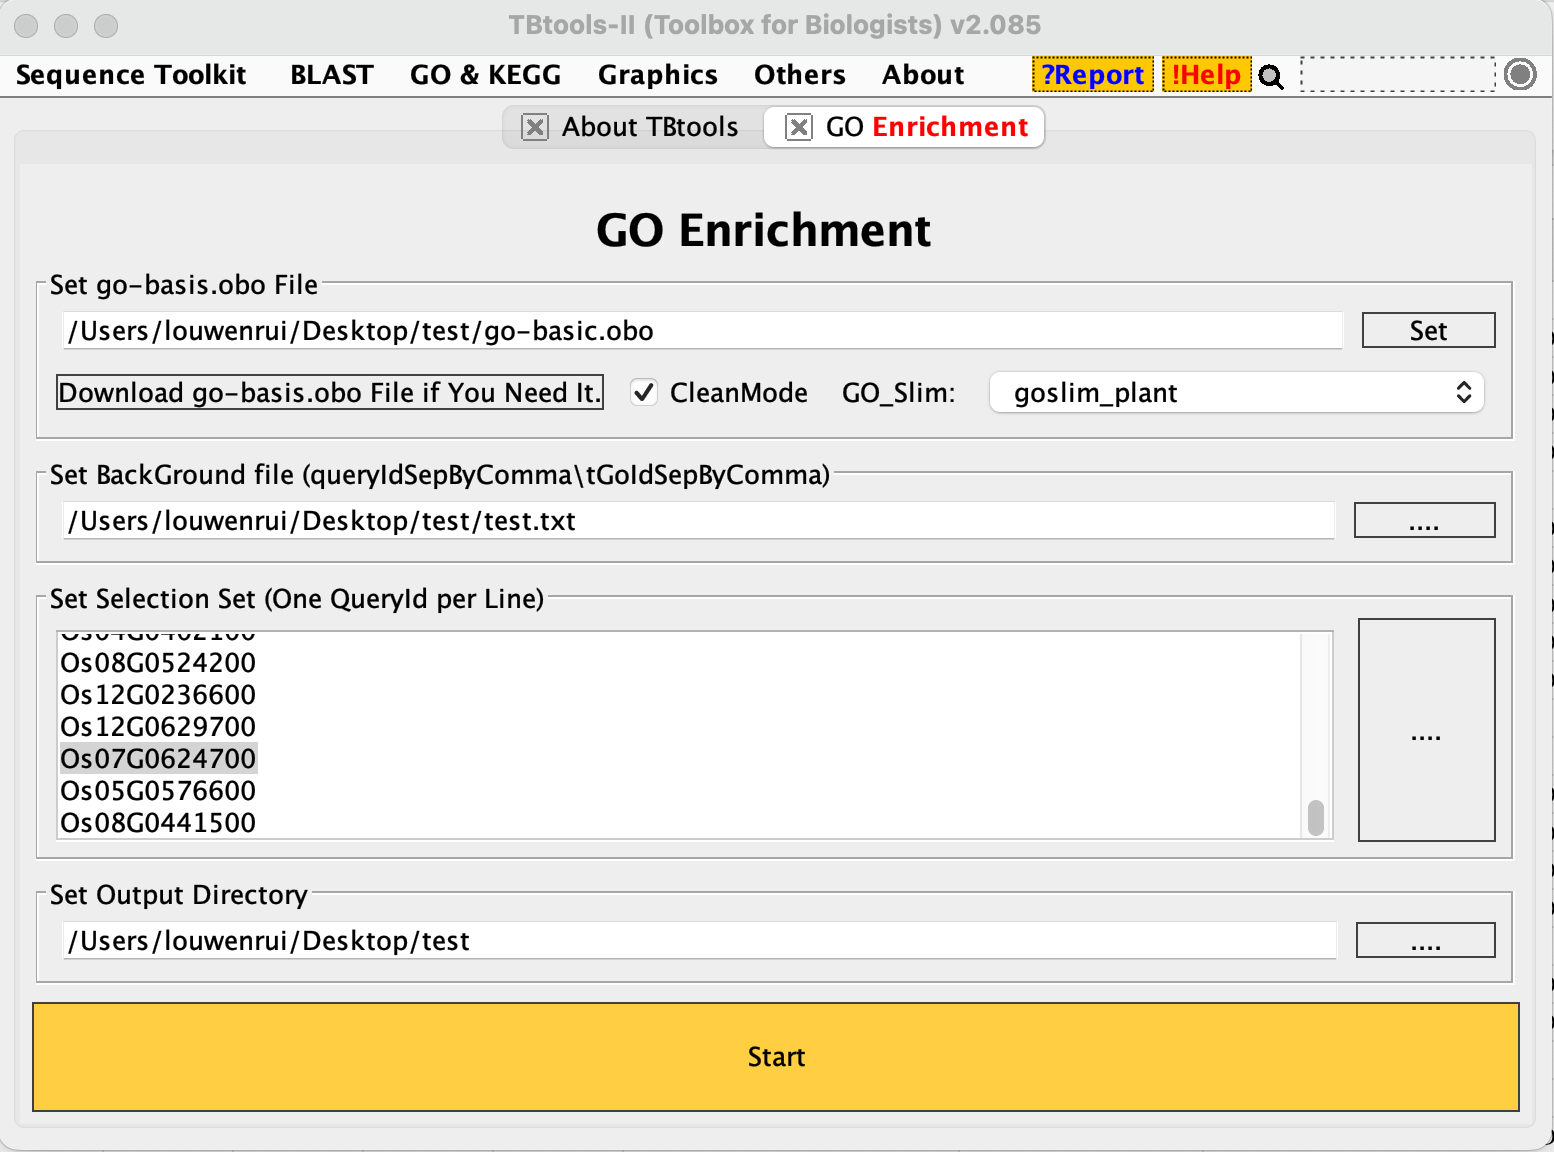 TBtools-II (Toolbox for Biologists) v2.085
Sequence Toolkit BLAST GO & KEGG Graphics Others About ?Report !Help
About TBtools GO Enrichment
GO Enrichment
Set go-basis.obo File
/Users/louwenrui/Desktop/test/go-basic.obo Set
Download go-basis.obo File if You Need It. CleanMode GO_Slim: goslim_plant
Set BackGround file (queryIdSepByComma\tGoIdSepByComma)
/Users/louwenrui/Desktop/test/test.txt ....
Set Selection Set (One QueryId per Line)
Os08G0524200
Os12G0236600
Os12G0629700
....
Os07G0624700
Os05G0576600
Os08G0441500
Set Output Directory
/Users/louwenrui/Desktop/test ....
Start